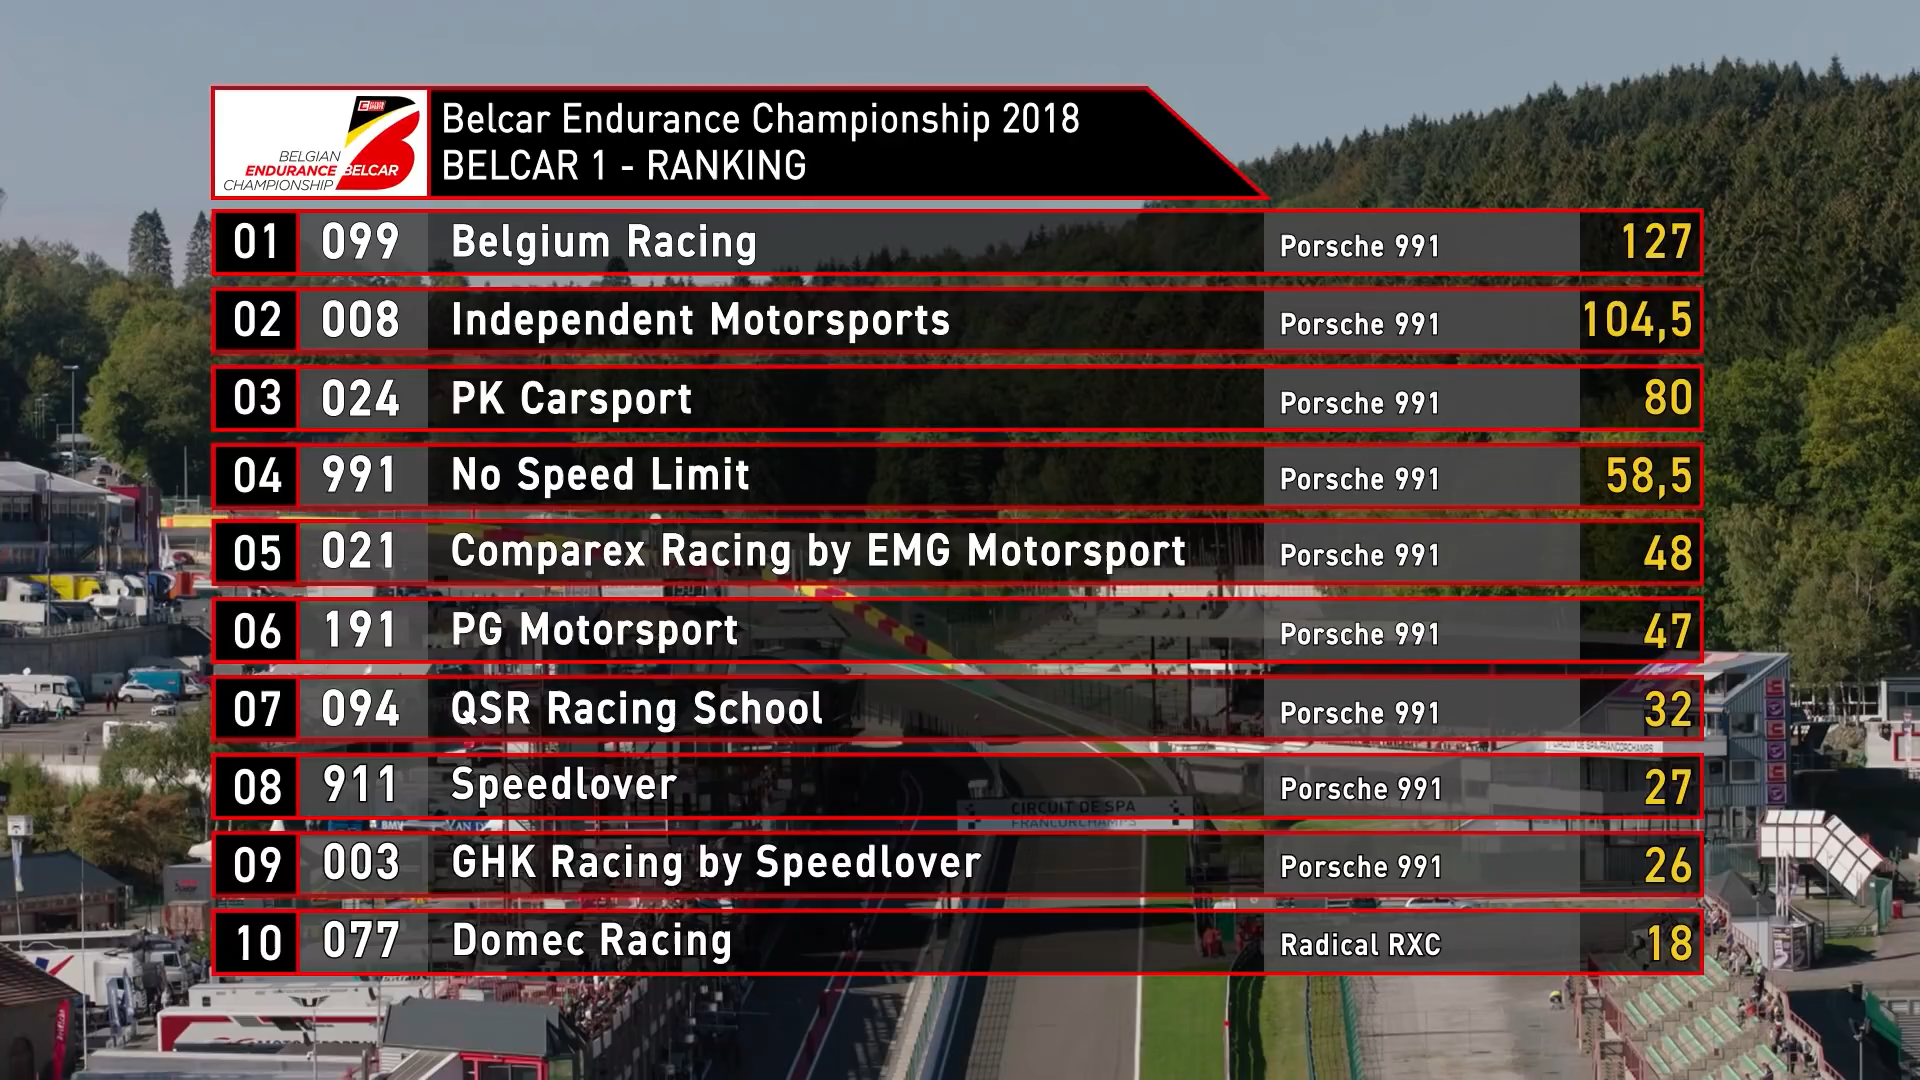 BELGIAN
ENDURANCE BELCAR
CHAMPIONSHIP
Belcar Endurance Championship 2018
BELCAR 1 - RANKING
01 099 Belgium Racing Porsche 991 127
02 008 Independent Motorsports Porsche 991 104,5
03 024 PK Carsport Porsche 991 80
04 991 No Speed Limit Porsche 991 58,5
05 021 Comparex Racing by EMG Motorsport Porsche 991 48
06 191 PG Motorsport Porsche 991 47
07 094 QSR Racing School Porsche 991 32
08 911 Speedlover Porsche 991 27
CIRCUIT DE SPA
FRANCORCHAMPS
09 003 GHK Racing by Speedlover Porsche 991 26
10 077 Domec Racing Radical RXC 18